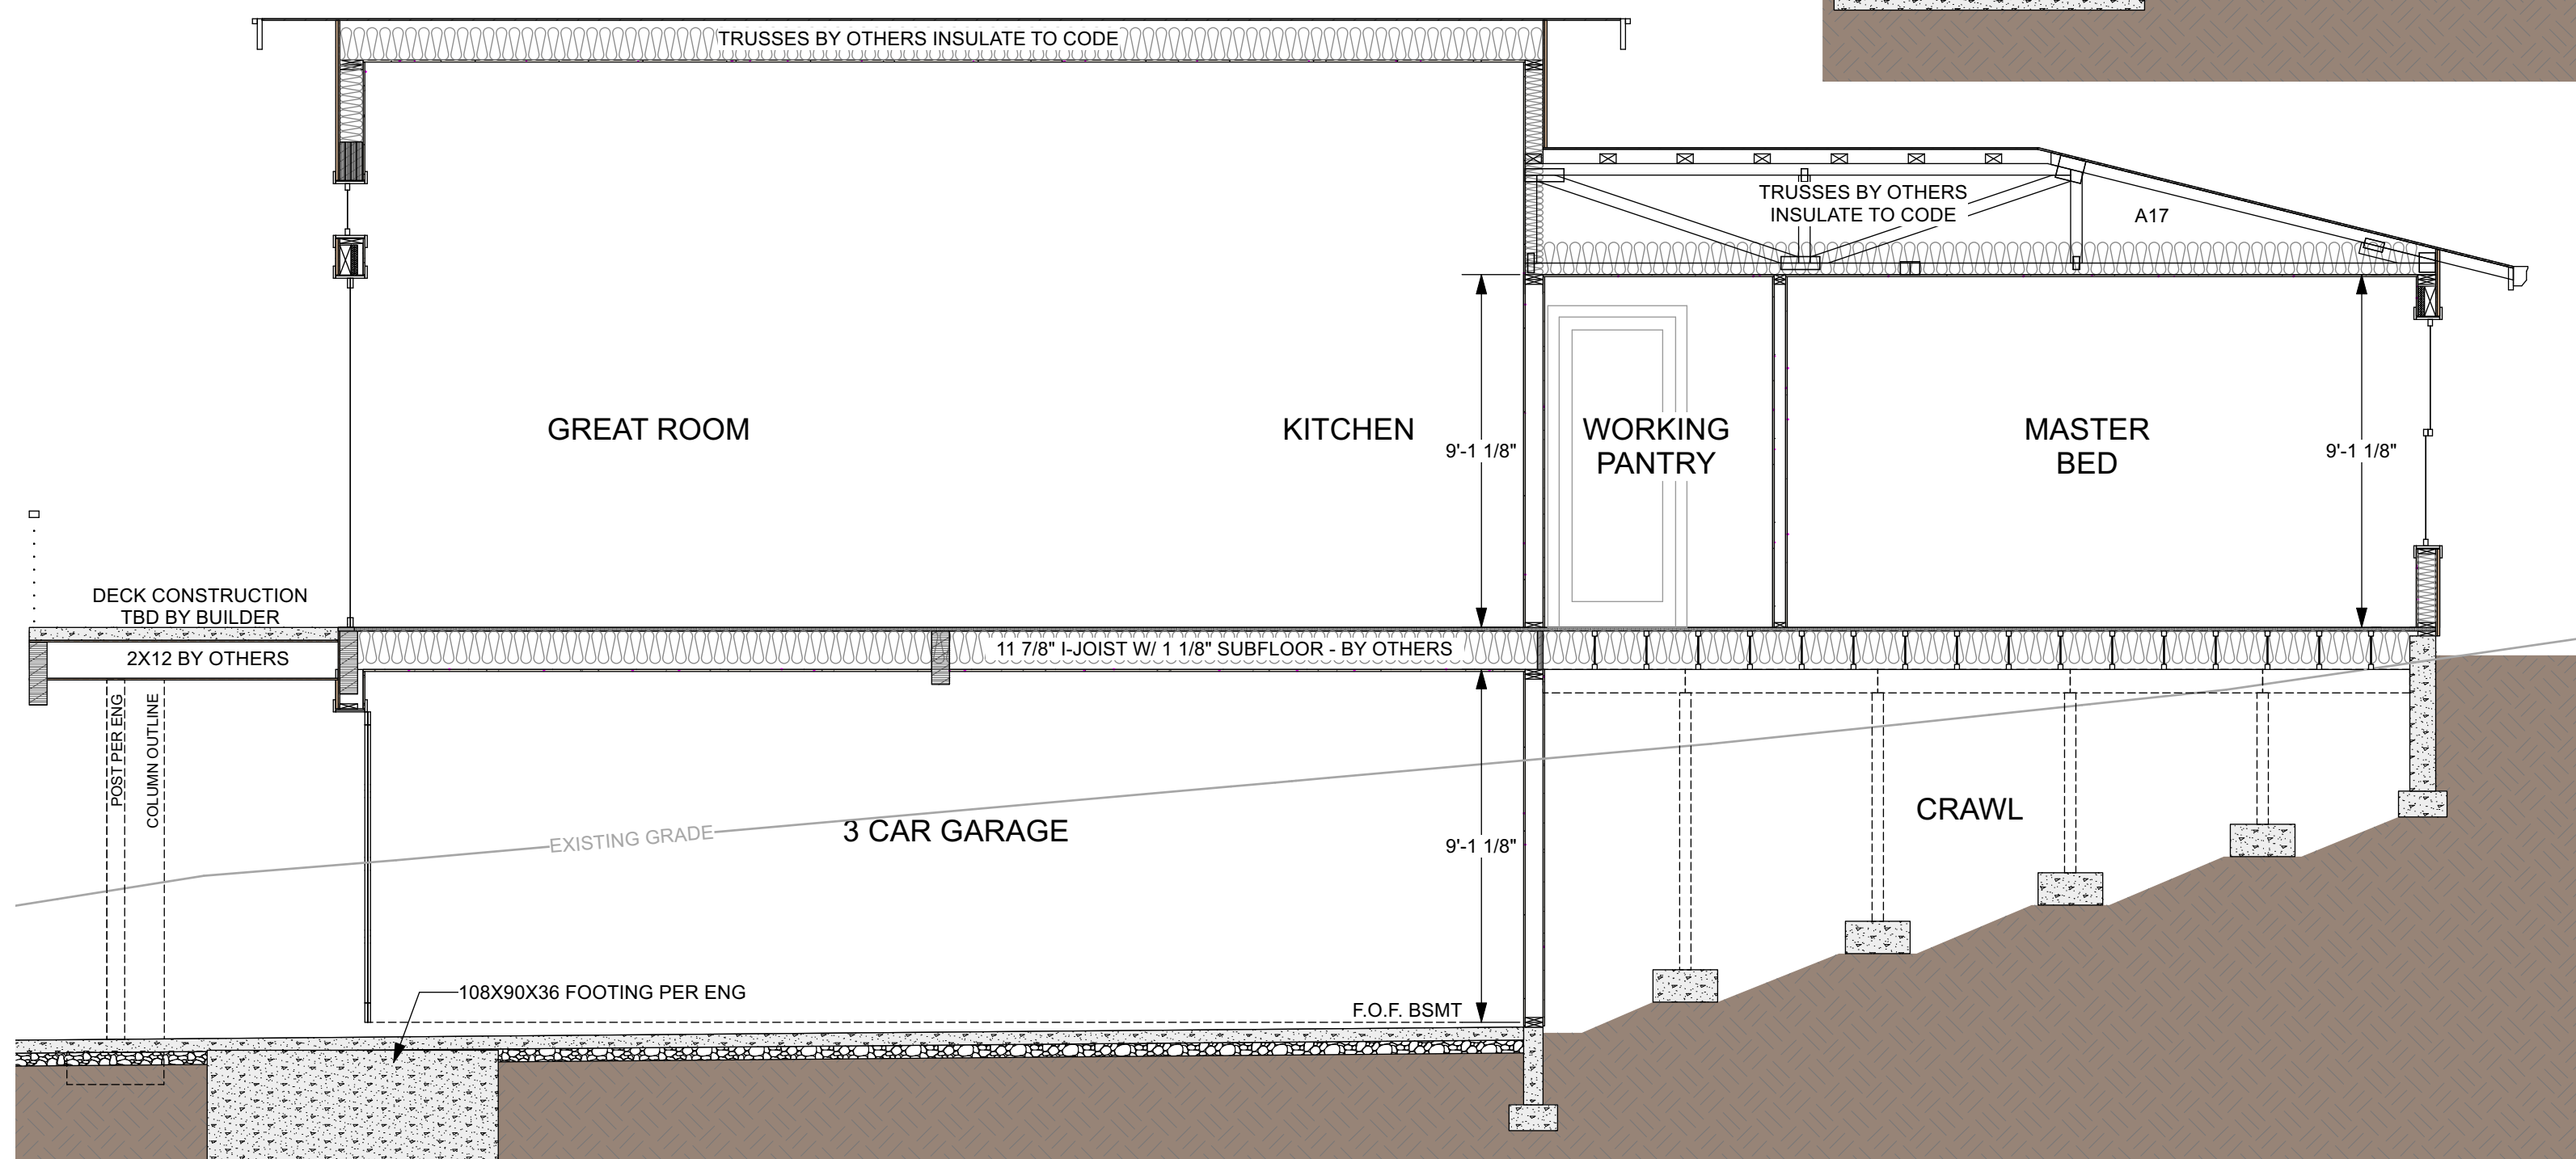 TRUSSES BY OTHERS INSULATE TO CODE
TRUSSES BY OTHERS
INSULATE TO CODE
A17
GREAT ROOM
KITCHEN
9'-1 1/8"
WORKING
PANTRY
MASTER
BED
9'-1 1/8"
DECK CONSTRUCTION
TBD BY BUILDER
2X12 BY OTHERS
11 7/8" I-JOIST W/ 1 1/8" SUBFLOOR - BY OTHERS
POST PER ENG
COLUMN OUTLINE
EXISTING GRADE
3 CAR GARAGE
9'-1 1/8"
CRAWL
108X90X36 FOOTING PER ENG
F.O.F. BSMT